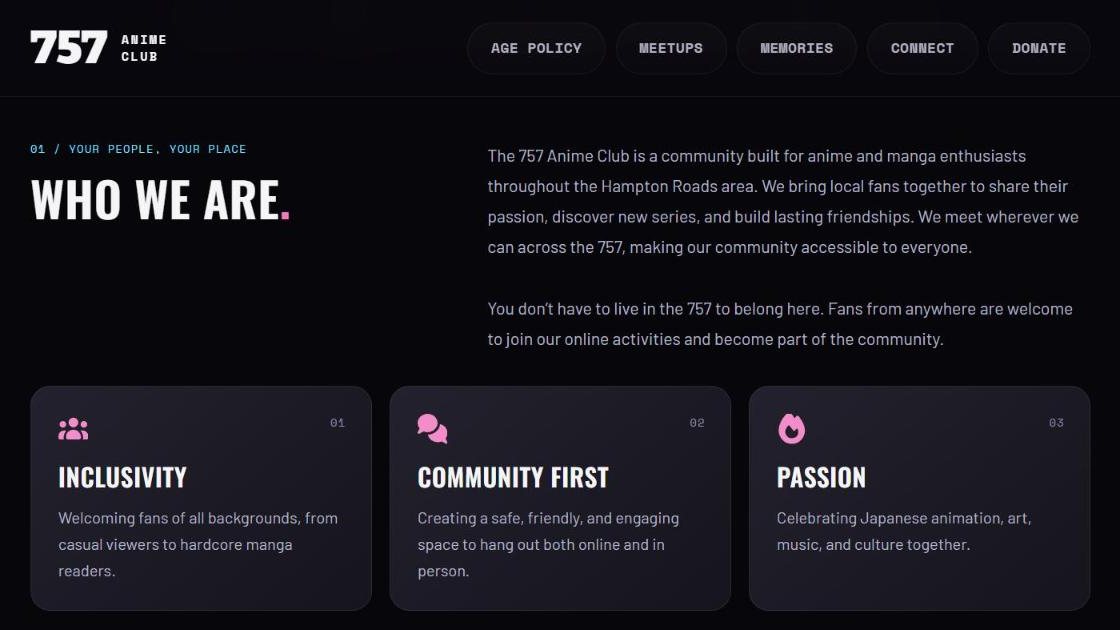 757 ANIME
CLUB
AGE POLICY
MEETUPS
MEMORIES
CONNECT
DONATE
01 / YOUR PEOPLE, YOUR PLACE
WHO WE ARE.
The 757 Anime Club is a community built for anime and manga enthusiasts
throughout the Hampton Roads area. We bring local fans together to share their
passion, discover new series, and build lasting friendships. We meet wherever we
can across the 757, making our community accessible to everyone.
You don’t have to live in the 757 to belong here. Fans from anywhere are welcome
to join our online activities and become part of the community.
01
INCLUSIVITY
Welcoming fans of all backgrounds, from
casual viewers to hardcore manga
readers.
02
COMMUNITY FIRST
Creating a safe, friendly, and engaging
space to hang out both online and in
person.
03
PASSION
Celebrating Japanese animation, art,
music, and culture together.